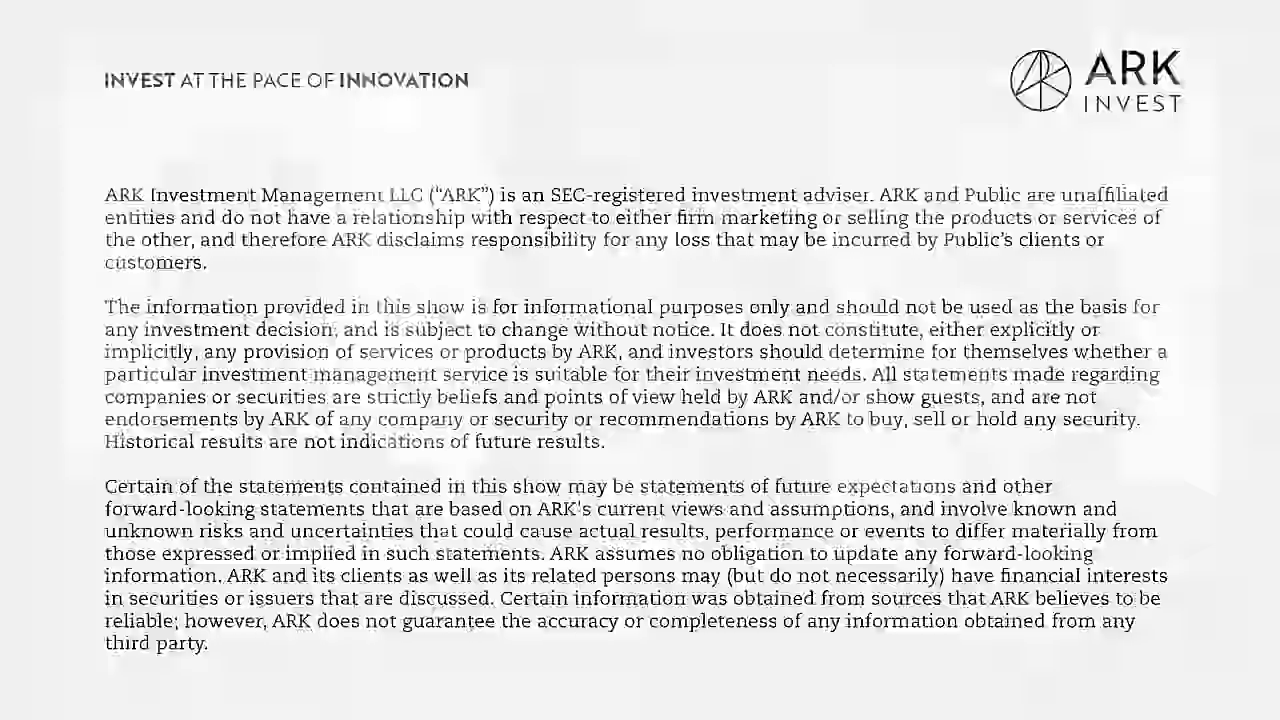 INVEST AT THE PACE OF INNOVATION
ARK
INVEST
ARK Investment Management LLC (“ARK”) is an SEC-registered investment adviser. ARK and Public are unaffiliated
entities and do not have a relationship with respect to either firm marketing or selling the products or services of
the other, and therefore ARK disclaims responsibility for any loss that may be incurred by Public’s clients or
customers.
The information provided in this show is for informational purposes only and should not be used as the basis for
any investment decision, and is subject to change without notice. It does not constitute, either explicitly or
implicitly, any provision of services or products by ARK, and investors should determine for themselves whether a
particular investment management service is suitable for their investment needs. All statements made regarding
companies or securities are strictly beliefs and points of view held by ARK and/or show guests, and are not
endorsements by ARK of any company or security or recommendations by ARK to buy, sell or hold any security.
Historical results are not indications of future results.
Certain of the statements contained in this show may be statements of future expectations and other
forward-looking statements that are based on ARK's current views and assumptions, and involve known and
unknown risks and uncertainties that could cause actual results, performance or events to differ materially from
those expressed or implied in such statements. ARK assumes no obligation to update any forward-looking
information. ARK and its clients as well as its related persons may (but do not necessarily) have financial interests
in securities or issuers that are discussed. Certain information was obtained from sources that ARK believes to be
reliable; however, ARK does not guarantee the accuracy or completeness of any information obtained from any
third party.